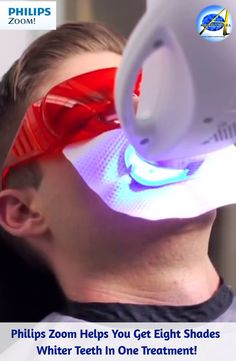 PHILIPS
ZOOM!
Philips Zoom Helps You Get Eight Shades
Whiter Teeth In One Treatment!